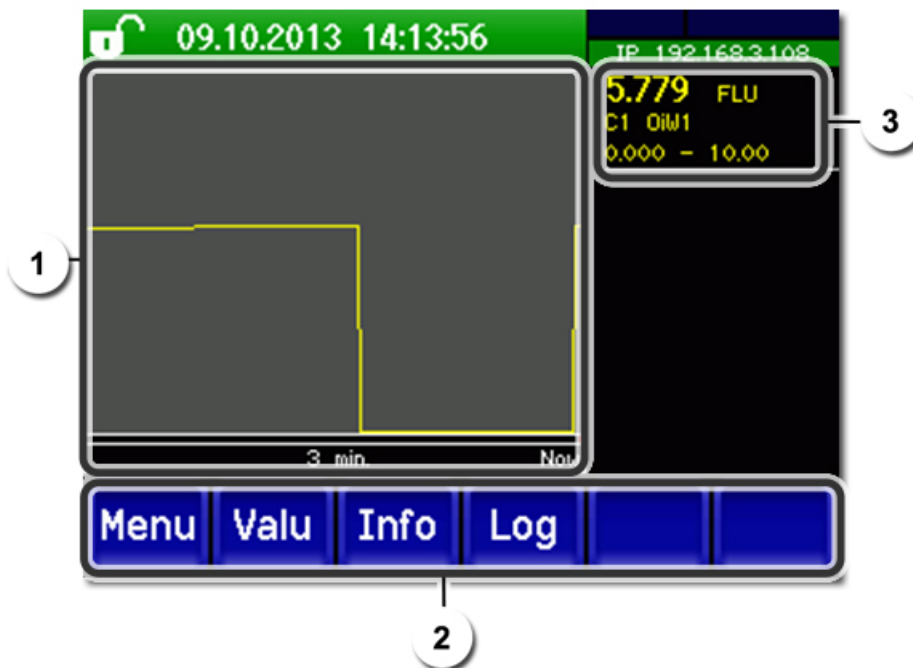 09.10.2013 14:13:56
IP 192.168.3.108
5.779 FLU
C1 OiW1
0.000 - 10.00
3
1
3 min. Now
Menu Valu Info Log
2